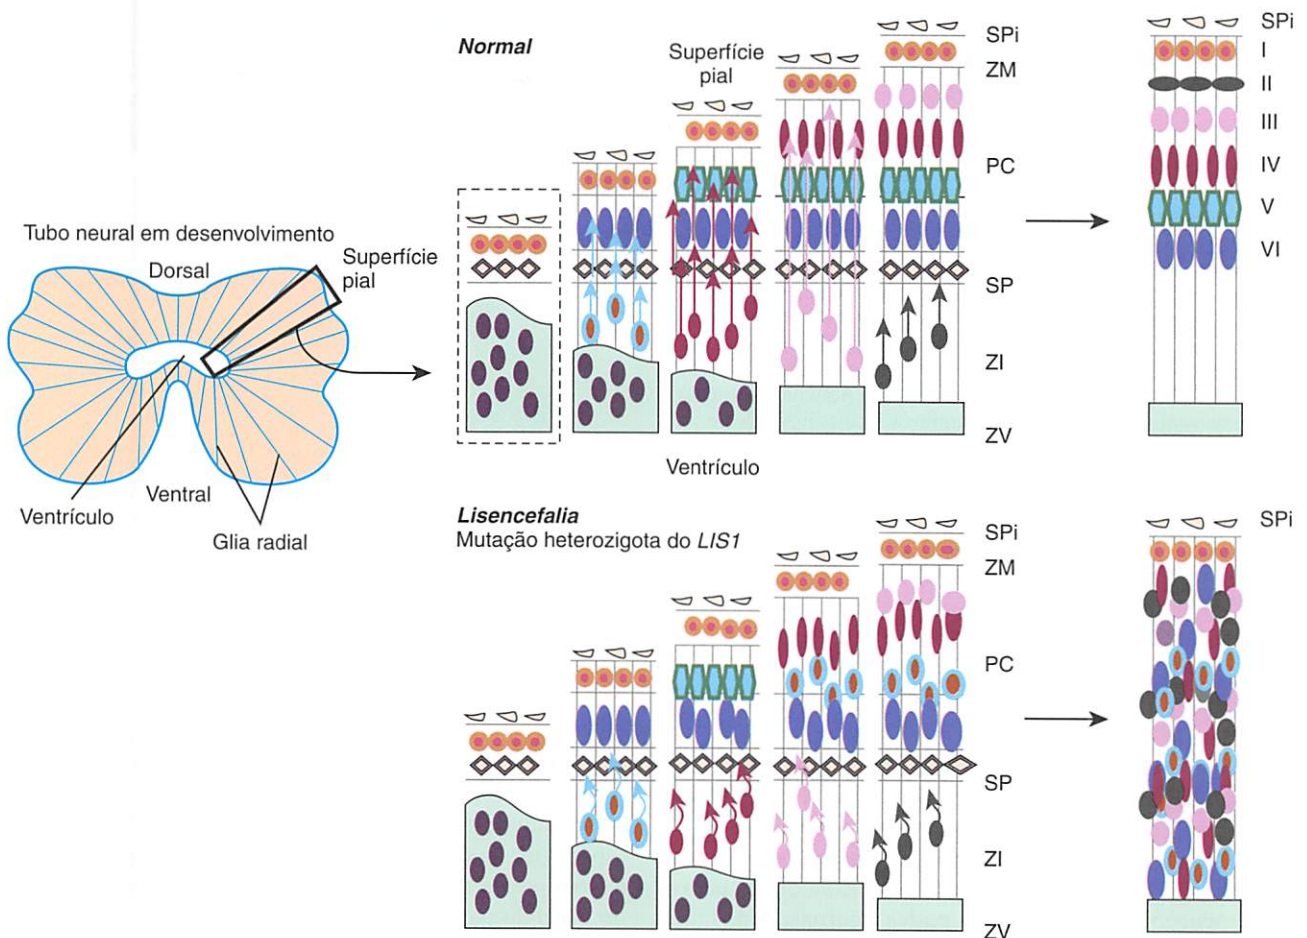 Normal
Superfície
pial
SPi
ZM
PC
SP
ZI
ZV
SPi
I
II
III
IV
V
VI
Tubo neural em desenvolvimento
Dorsal
Superfície
pial
Ventral
Ventrículo
Glia radial
Ventrículo
Lisencefalia
Mutação heterozigota do LIS1
SPi
ZM
PC
SP
ZI
ZV
SPi